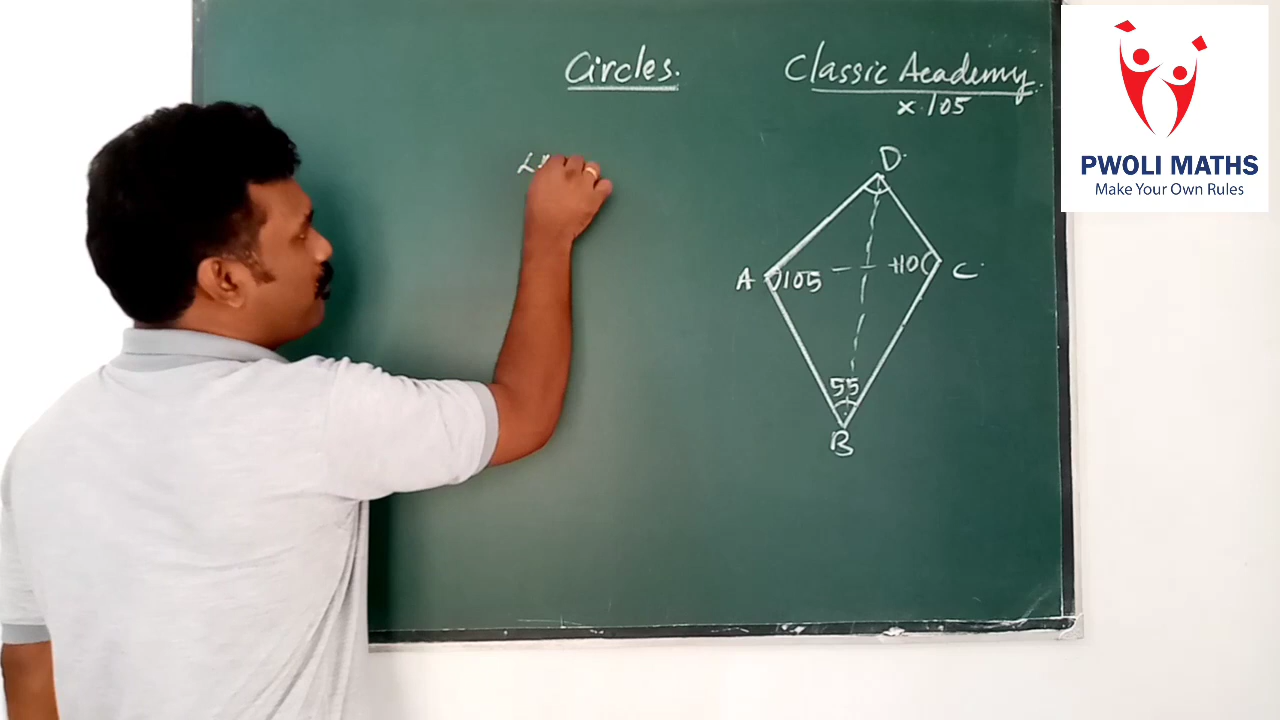 Circles.
Classic Academy.
x 105
PWOLI MATHS
Make Your Own Rules
D.
A
105
110
C.
55
B